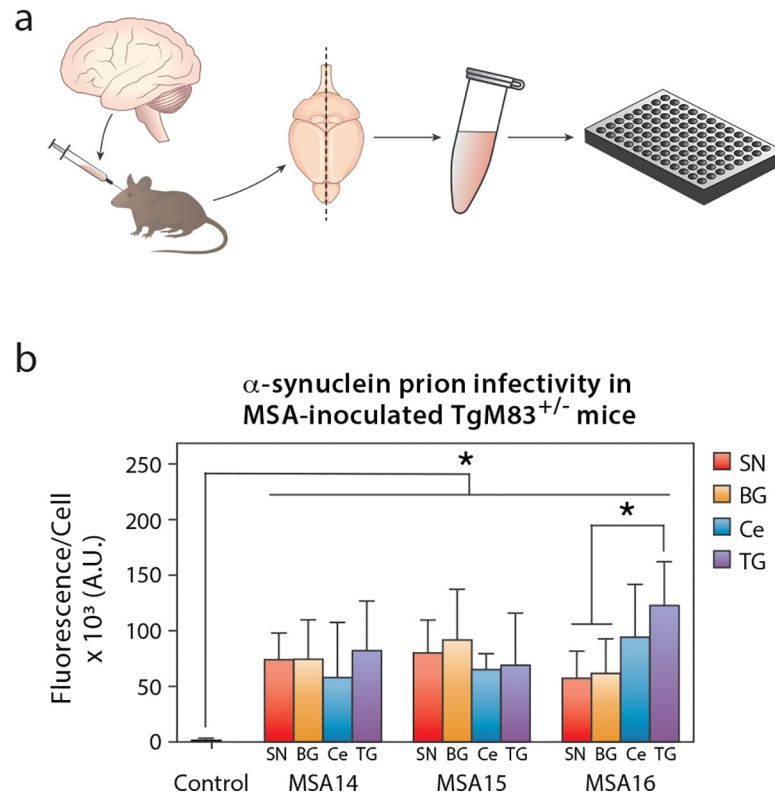 a
b
α-synuclein prion infectivity in
MSA-inoculated TgM83+/- mice
Fluorescence/Cell
x 10³ (A.U.)
250
200
150
100
50
0
*
*
SN
BG
Ce
TG
SN BG Ce TG
SN BG Ce TG
SN BG Ce TG
Control MSA14 MSA15 MSA16